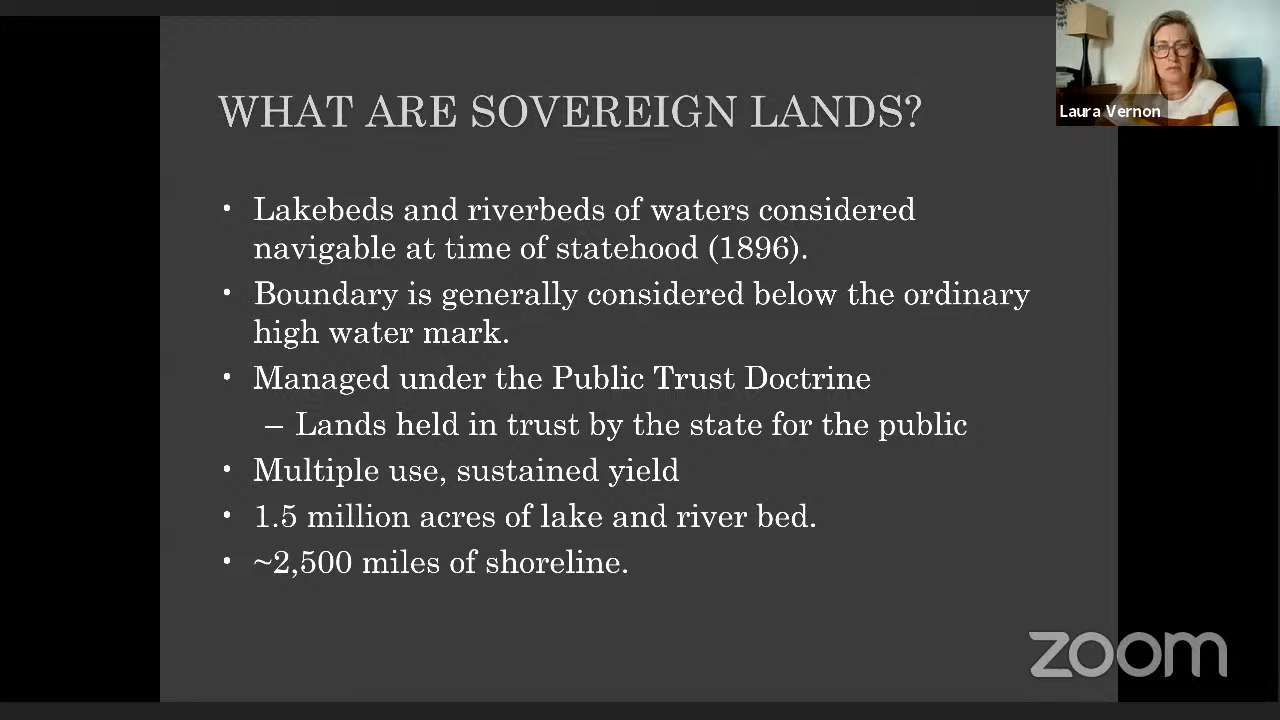 Laura Vernon
WHAT ARE SOVEREIGN LANDS?
• Lakebeds and riverbeds of waters considered
navigable at time of statehood (1896).
• Boundary is generally considered below the ordinary
high water mark.
• Managed under the Public Trust Doctrine
– Lands held in trust by the state for the public
• Multiple use, sustained yield
• 1.5 million acres of lake and river bed.
• ~2,500 miles of shoreline.
zoom